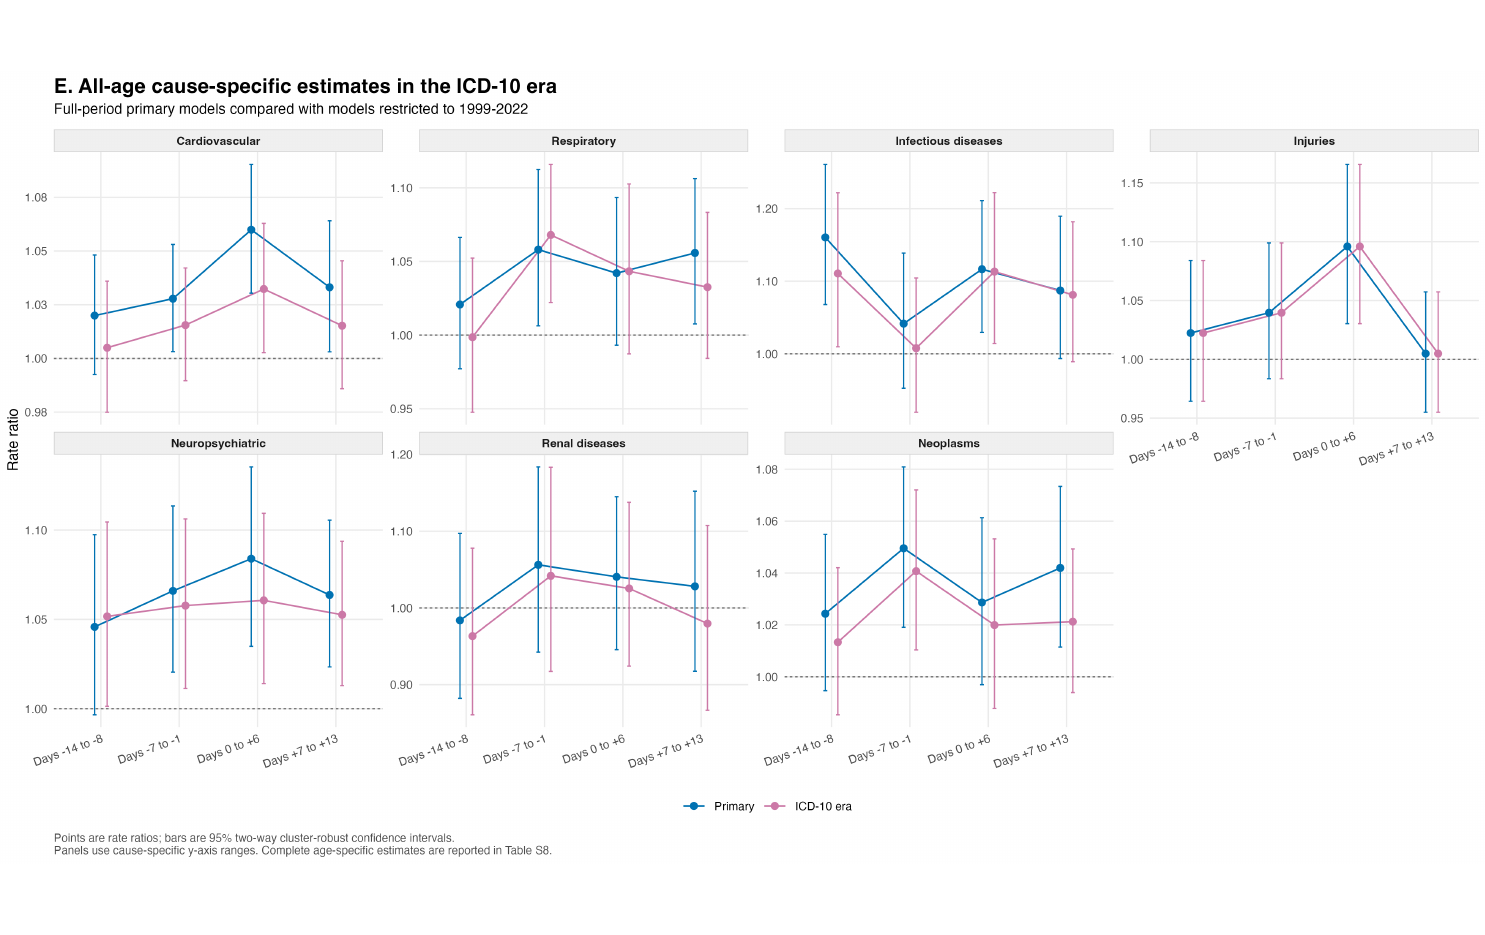 E. All-age cause-specific estimates in the ICD-10 era
Full-period primary models compared with models restricted to 1999-2022
Cardiovascular
Respiratory
Infectious diseases
Injuries
1.08
1.05
1.03
1.00
0.98
1.10
1.05
1.00
0.95
1.20
1.10
1.00
1.15
1.10
1.05
1.00
0.95
Days -14 to -8
Days -7 to -1
Days 0 to +6
Days +7 to +13
Rate ratio
Neuropsychiatric
Renal diseases
Neoplasms
1.10
1.05
1.00
1.20
1.10
1.00
0.90
1.08
1.06
1.04
1.02
1.00
Days -14 to -8
Days -7 to -1
Days 0 to +6
Days +7 to +13
Days -14 to -8
Days -7 to -1
Days 0 to +6
Days +7 to +13
Days -14 to -8
Days -7 to -1
Days 0 to +6
Days +7 to +13
Primary
ICD-10 era
Points are rate ratios; bars are 95% two-way cluster-robust confidence intervals.
Panels use cause-specific y-axis ranges. Complete age-specific estimates are reported in Table S8.